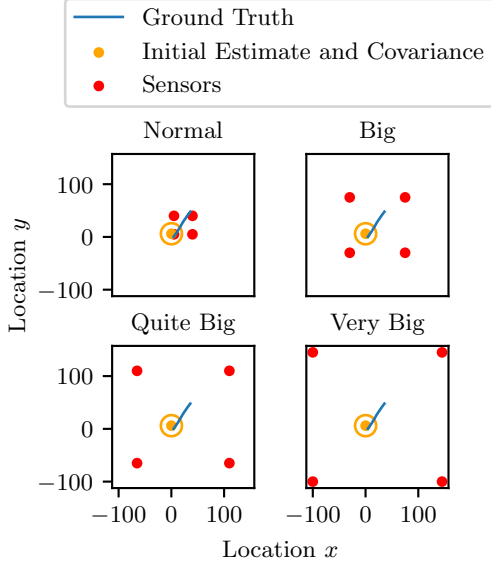 Ground Truth
Initial Estimate and Covariance
Sensors
Normal
Big
100
0
−100
Quite Big
Very Big
100
0
−100
−100 0 100
−100 0 100
Location y
Location x